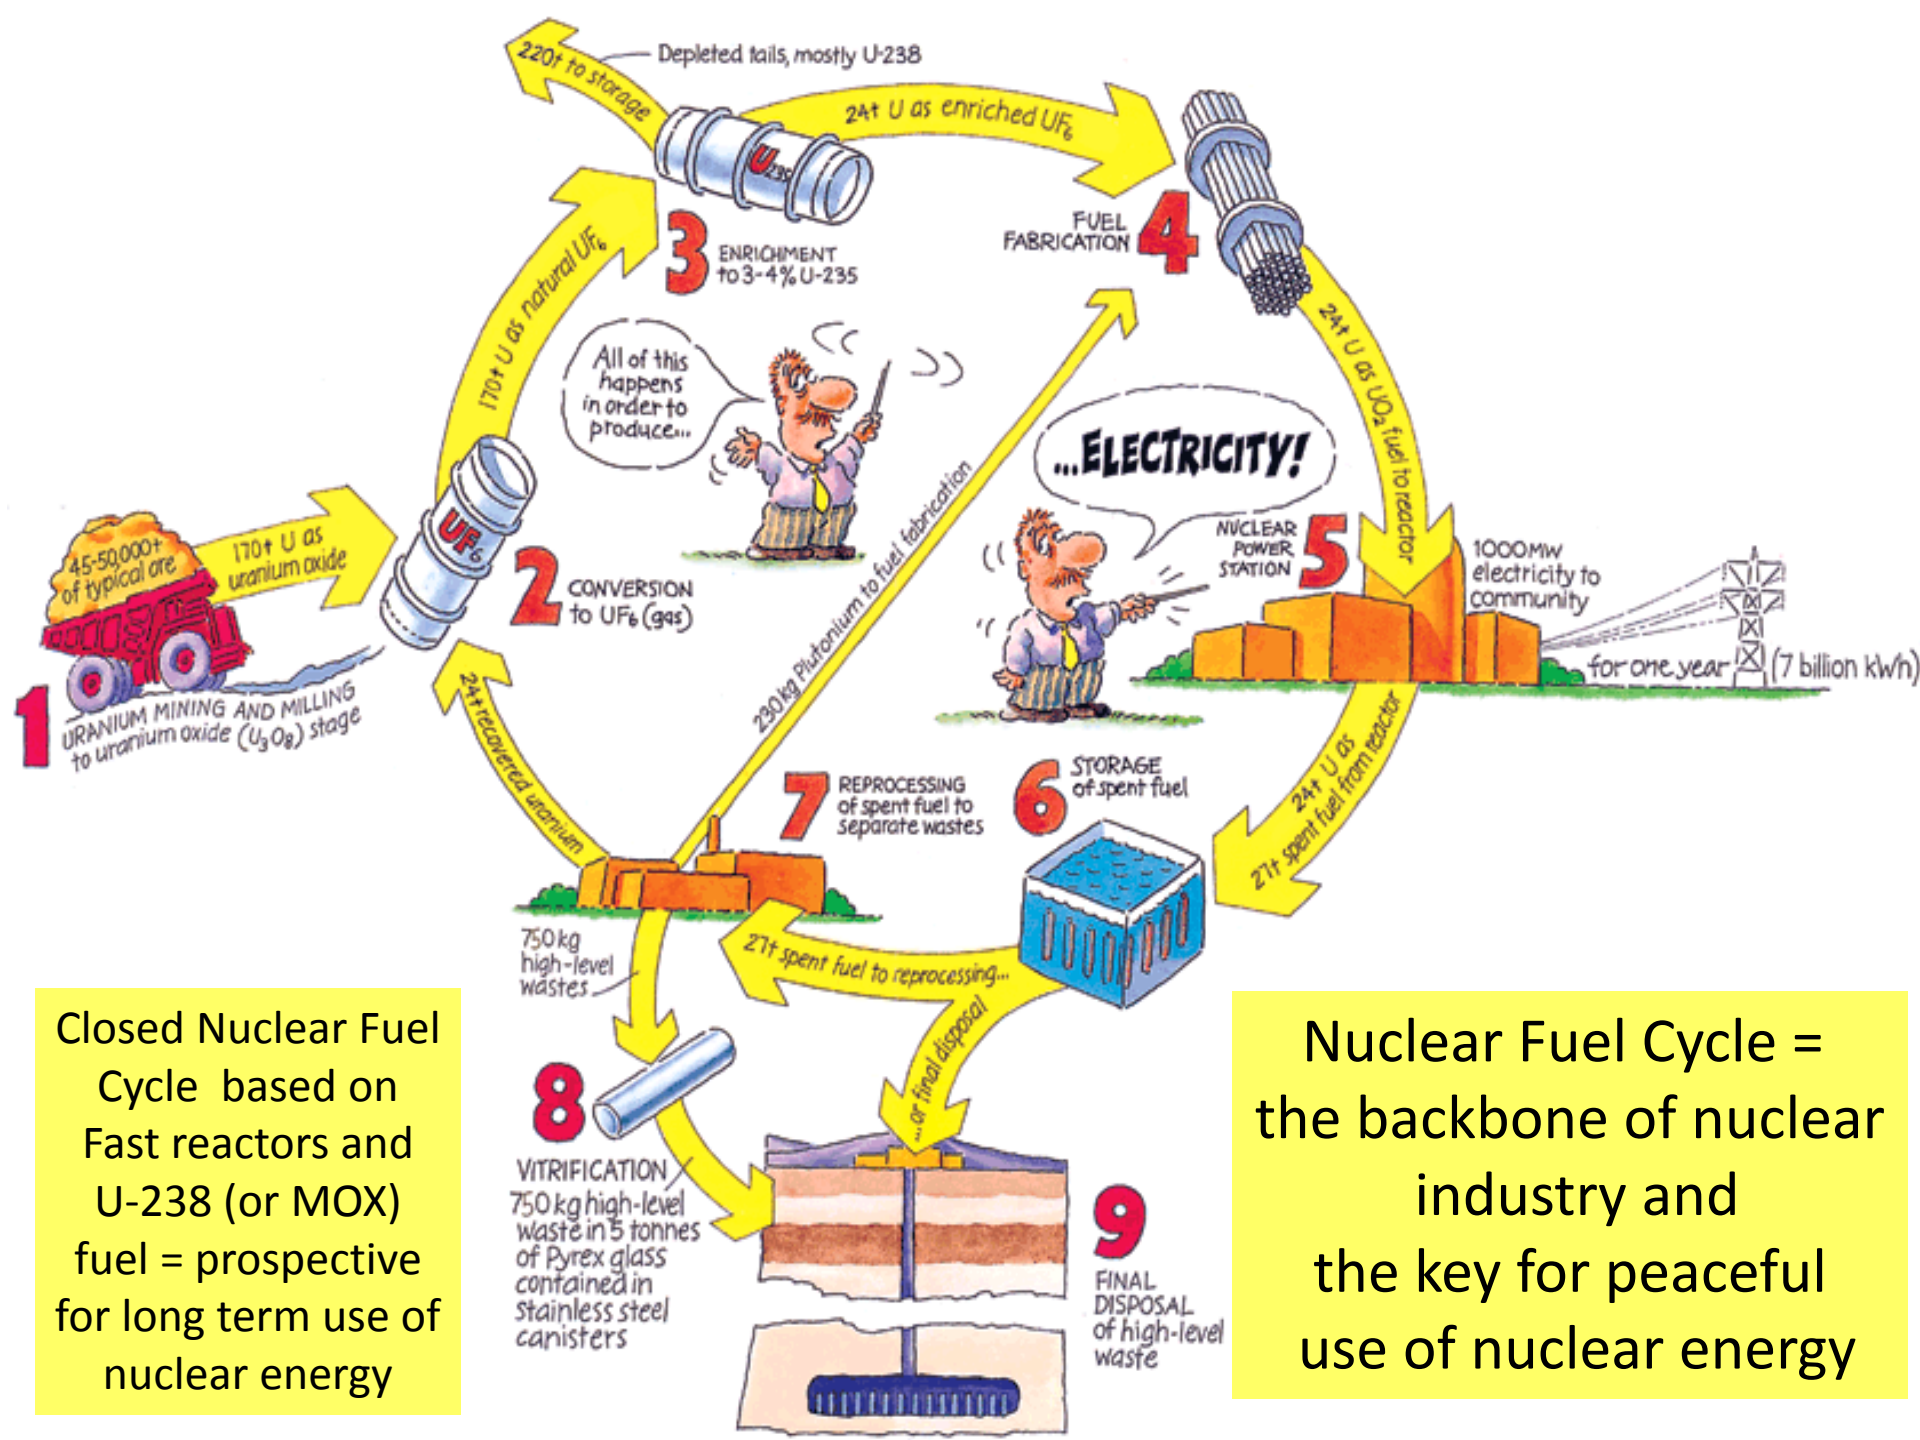 220t to storage
Depleted tails, mostly U-238
24t U as enriched UF6
U235
3
ENRICHMENT
to 3-4% U-235
FUEL
FABRICATION
4
170t U as natural UF6
All of this
happens
in order to
produce...
...ELECTRICITY!
24t U as UO2 fuel to reactor
45-50,000t
of typical ore
170t U as
uranium oxide
UF6
2
CONVERSION
to UF6 (gas)
1
URANIUM MINING AND MILLING
to uranium oxide (U3O8) stage
230kg Plutonium to fuel fabrication
NUCLEAR
POWER
STATION
5
1000MW
electricity to
community
for one year
(7 billion kWh)
24t recovered uranium
7
REPROCESSING
of spent fuel to
separate wastes
6
STORAGE
of spent fuel
24t U as
27t spent fuel from reactor
27t spent fuel to reprocessing...
...or final disposal
750kg
high-level
wastes
8
VITRIFICATION
750kg high-level
waste in 5 tonnes
of Pyrex glass
contained in
stainless steel
canisters
9
FINAL
DISPOSAL
of high-level
waste
Closed Nuclear Fuel
Cycle based on
Fast reactors and
U-238 (or MOX)
fuel = prospective
for long term use of
nuclear energy
Nuclear Fuel Cycle =
the backbone of nuclear
industry and
the key for peaceful
use of nuclear energy